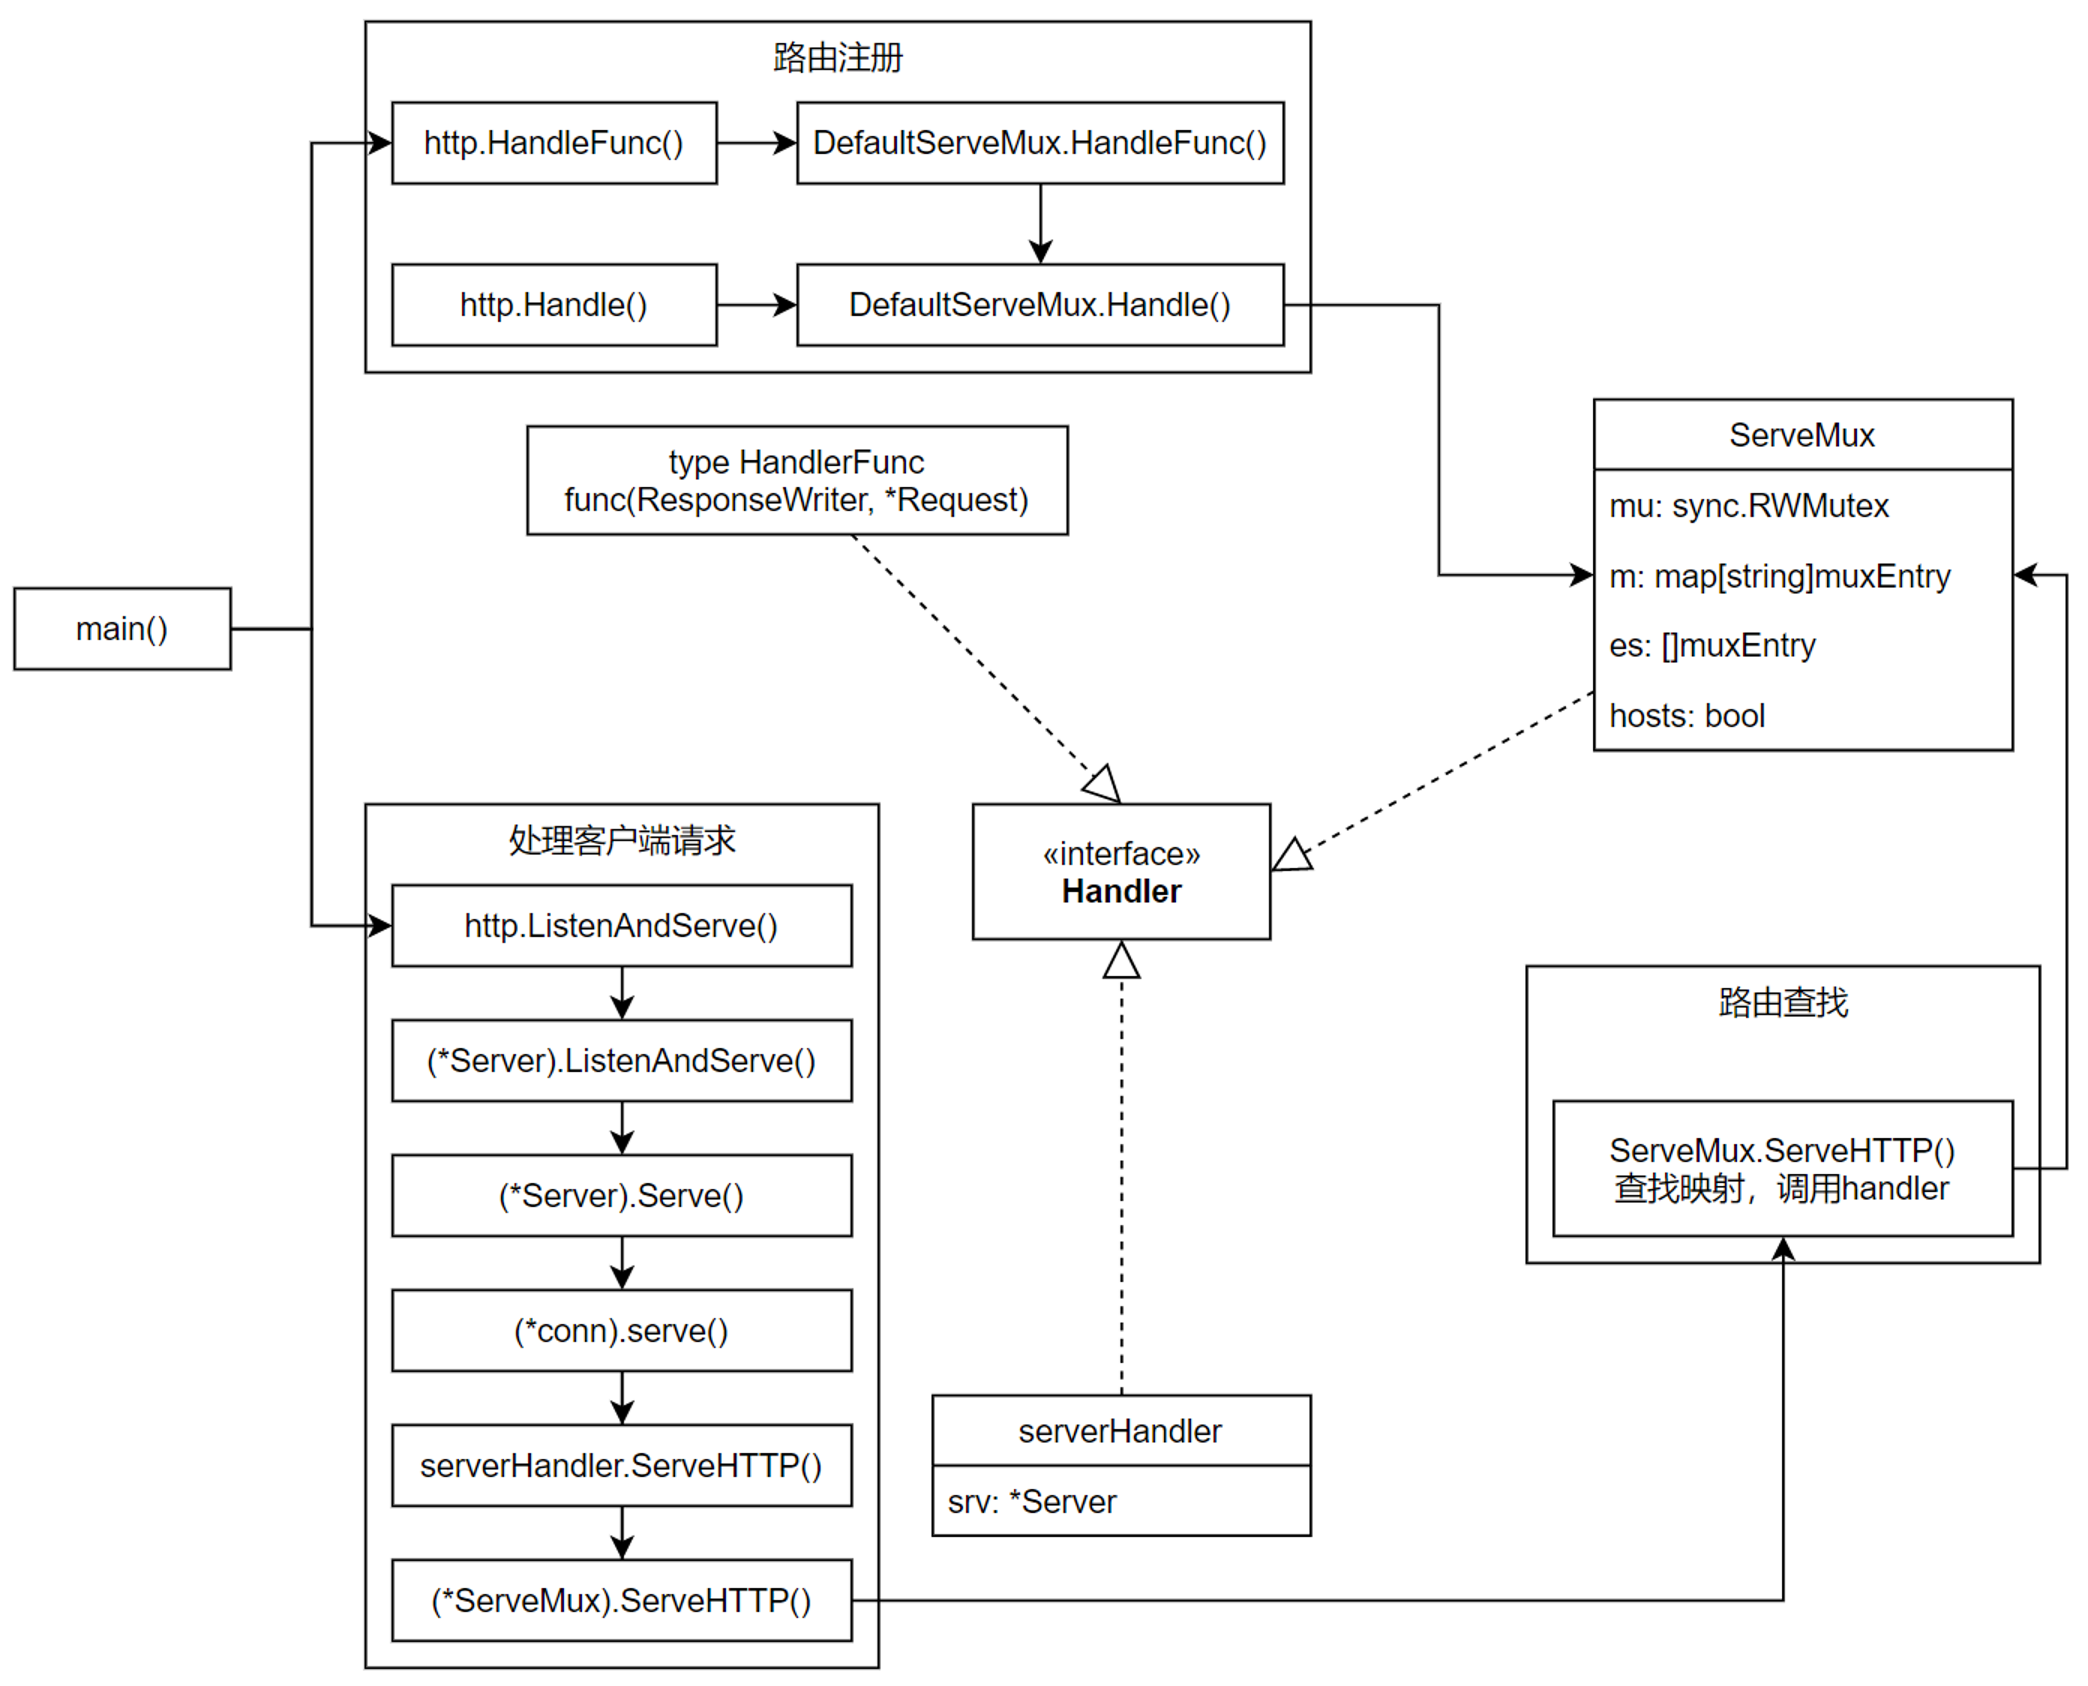 路由注册
http.HandleFunc()
DefaultServeMux.HandleFunc()
http.Handle()
DefaultServeMux.Handle()
type HandlerFunc
func(ResponseWriter, *Request)
ServeMux
mu: sync.RWMutex
m: map[string]muxEntry
es: []muxEntry
hosts: bool
main()
处理客户端请求
http.ListenAndServe()
(*Server).ListenAndServe()
(*Server).Serve()
(*conn).serve()
serverHandler.ServeHTTP()
(*ServeMux).ServeHTTP()
«interface»
Handler
serverHandler
srv: *Server
路由查找
ServeMux.ServeHTTP()
查找映射，调用handler